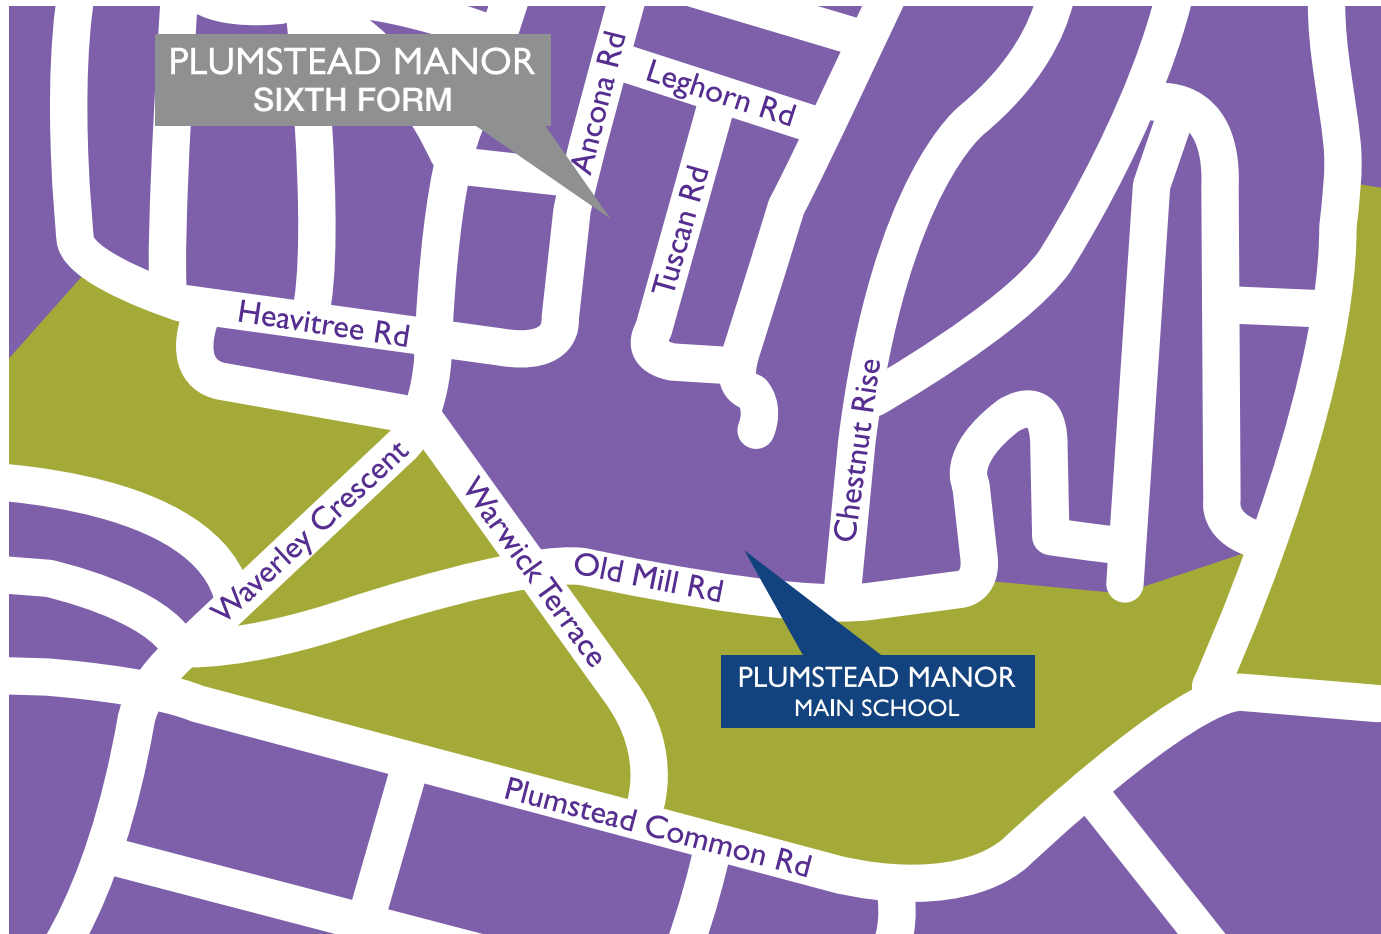 PLUMSTEAD MANOR
SIXTH FORM
Ancona Rd
Leghorn Rd
Tuscan Rd
Heavitree Rd
Chestnut Rise
Waverley Crescent
Warwick Terrace
Old Mill Rd
PLUMSTEAD MANOR
MAIN SCHOOL
Plumstead Common Rd